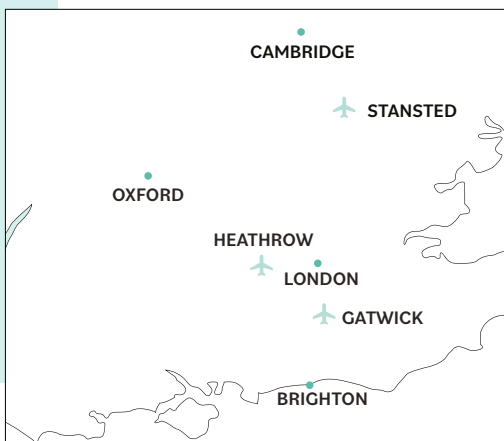 CAMBRIDGE
STANSTED
OXFORD
HEATHROW
LONDON
GATWICK
BRIGHTON